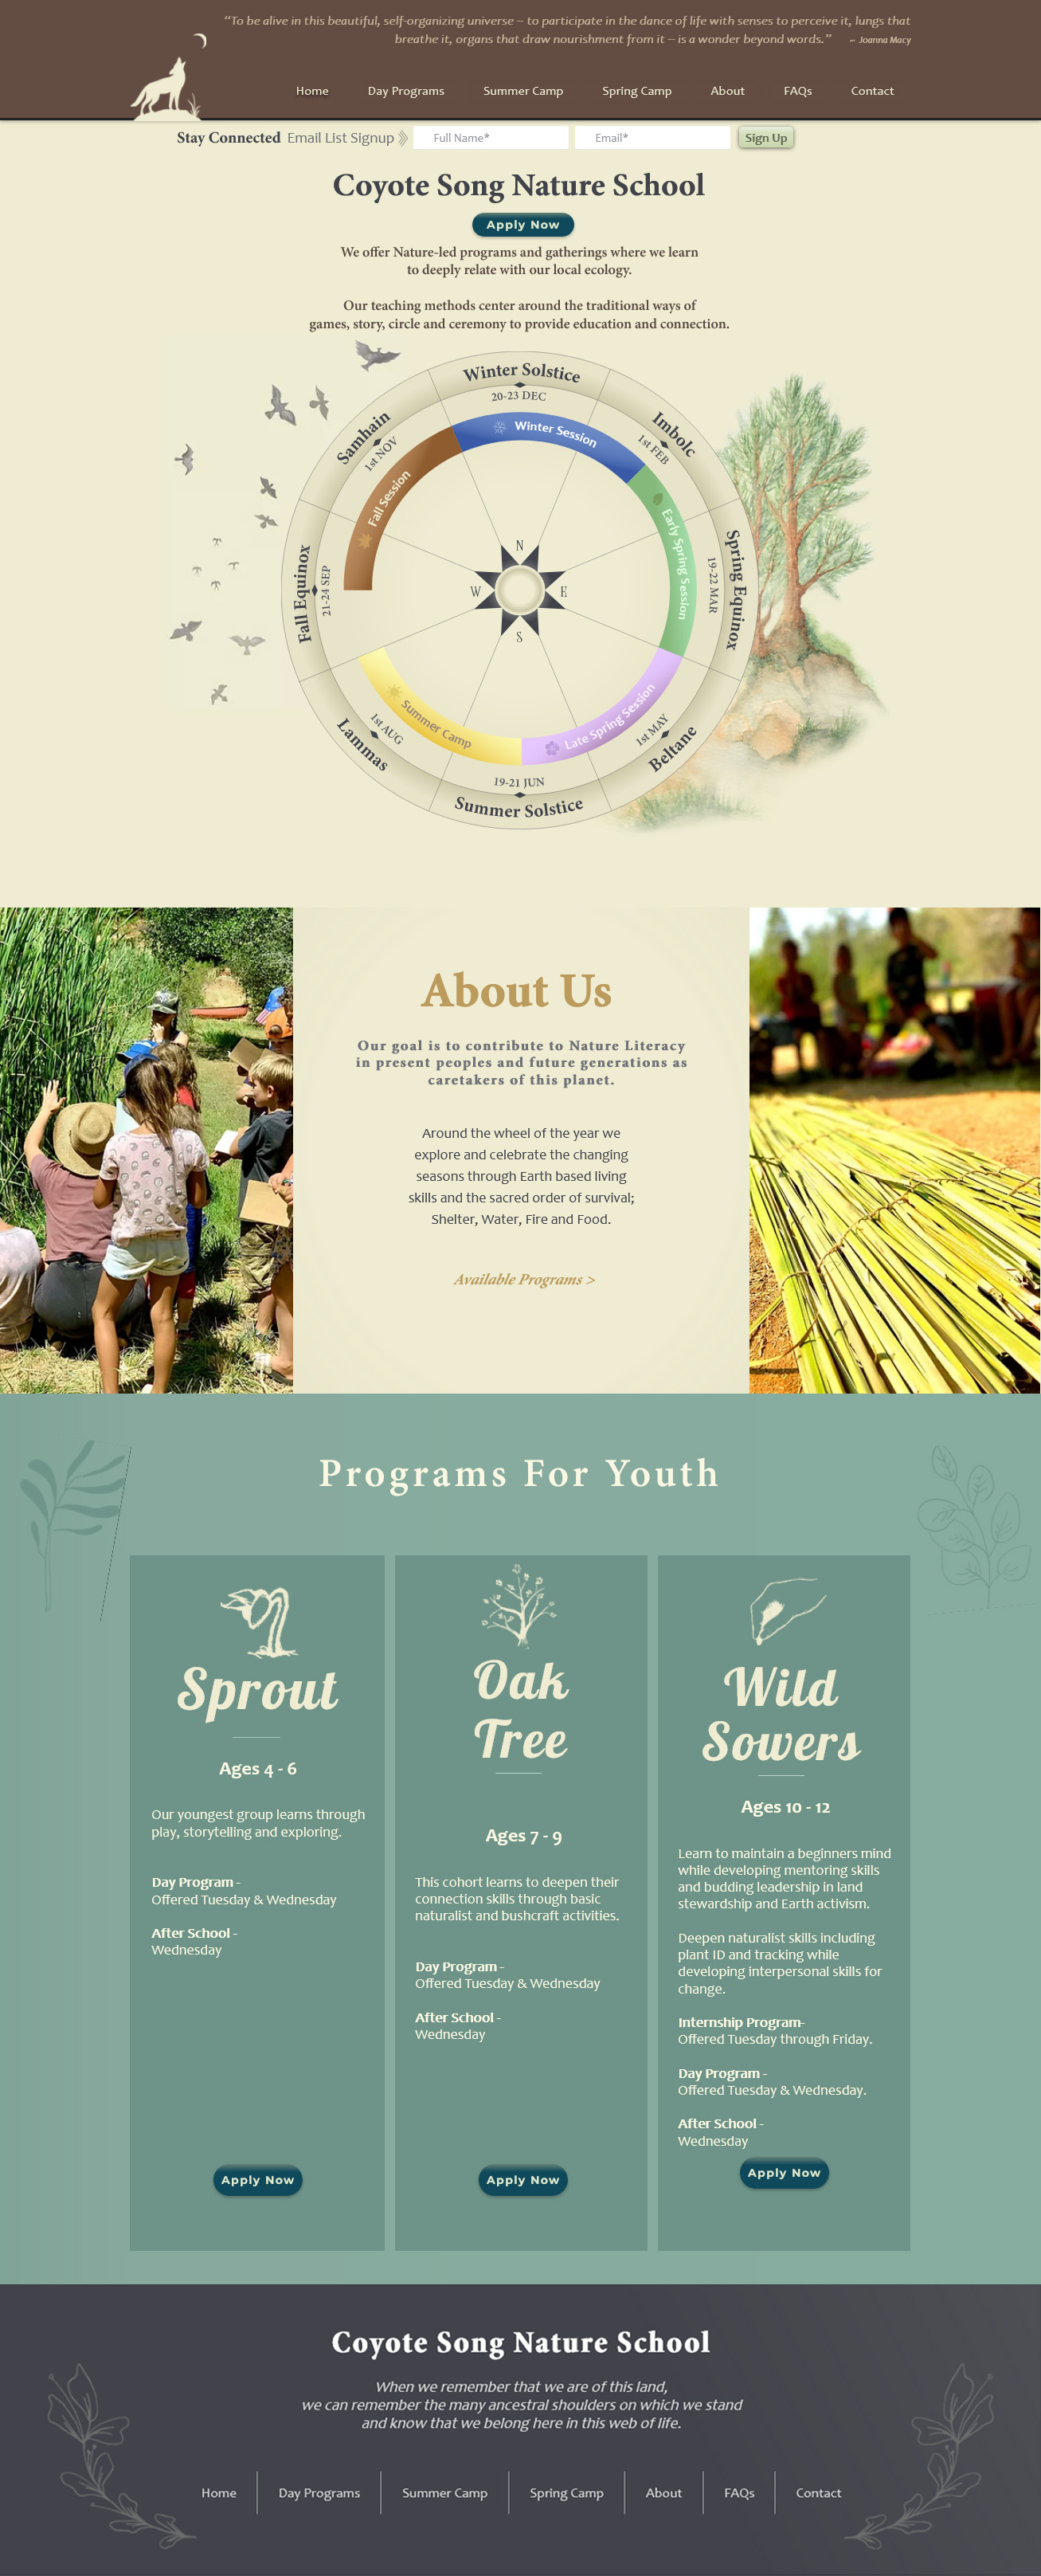 “To be alive in this beautiful, self-organizing universe – to participate in the dance of life with senses to perceive it, lungs that
breathe it, organs that draw nourishment from it – is a wonder beyond words.” ~ Joanna Macy
Home Day Programs Summer Camp Spring Camp About FAQs Contact
Stay Connected Email List Signup Full Name* Email* Sign Up
Coyote Song Nature School
Apply Now
We offer Nature-led programs and gatherings where we learn
to deeply relate with our local ecology.
Our teaching methods center around the traditional ways of
games, story, circle and ceremony to provide education and connection.
Winter Solstice
20-23 DEC
Winter Session
Samhain
1st NOV
Imbolc
1st FEB
Fall Session
Early Spring Session
Fall Equinox
21-24 SEP
Spring Equinox
19-22 MAR
N
W
E
S
Summer Camp
Late Spring Session
1st AUG
Lammas
1st MAY
Beltane
19-21 JUN
Summer Solstice
About Us
Our goal is to contribute to Nature Literacy
in present peoples and future generations as
caretakers of this planet.
Around the wheel of the year we
explore and celebrate the changing
seasons through Earth based living
skills and the sacred order of survival;
Shelter, Water, Fire and Food.
Available Programs >
Programs For Youth
Sprout
Ages 4 - 6
Our youngest group learns through
play, storytelling and exploring.
Day Program -
Offered Tuesday & Wednesday
After School -
Wednesday
Apply Now
Oak
Tree
Ages 7 - 9
This cohort learns to deepen their
connection skills through basic
naturalist and bushcraft activities.
Day Program -
Offered Tuesday & Wednesday
After School -
Wednesday
Apply Now
Wild
Sowers
Ages 10 - 12
Learn to maintain a beginners mind
while developing mentoring skills
and budding leadership in land
stewardship and Earth activism.
Deepen naturalist skills including
plant ID and tracking while
developing interpersonal skills for
change.
Internship Program-
Offered Tuesday through Friday.
Day Program -
Offered Tuesday & Wednesday.
After School -
Wednesday
Apply Now
Coyote Song Nature School
When we remember that we are of this land,
we can remember the many ancestral shoulders on which we stand
and know that we belong here in this web of life.
Home Day Programs Summer Camp Spring Camp About FAQs Contact